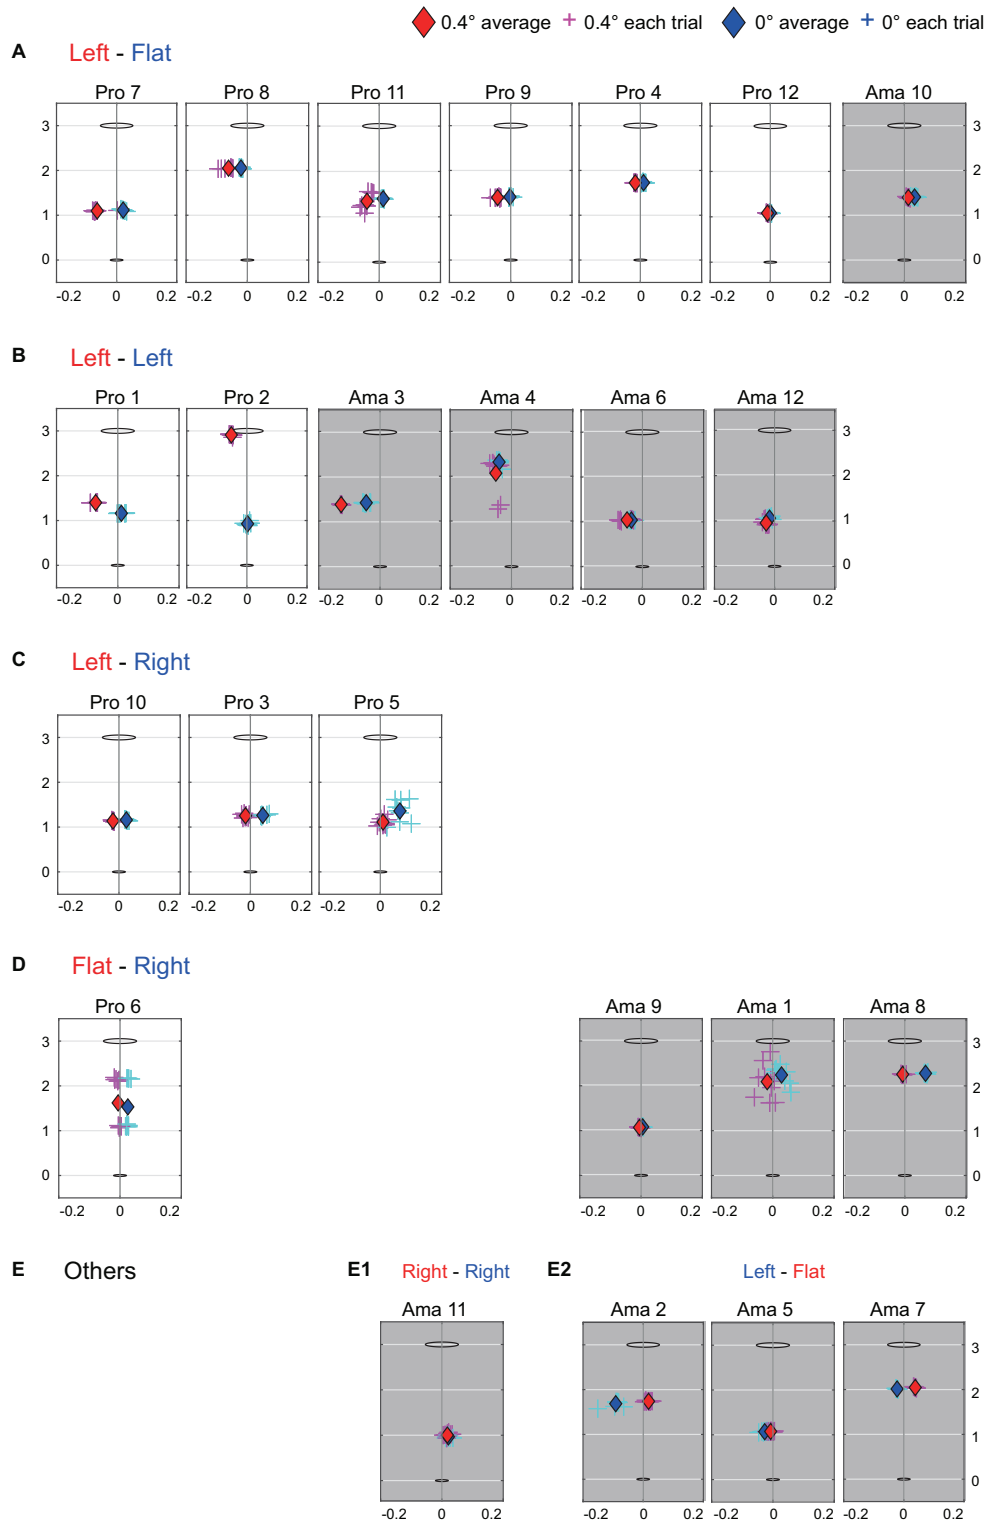 0.4° average + 0.4° each trial 0° average + 0° each trial
A Left - Flat
Pro 7 Pro 8 Pro 11 Pro 9 Pro 4 Pro 12 Ama 10
3 3
2 2
1 1
0 0
-0.2 0 0.2 -0.2 0 0.2 -0.2 0 0.2 -0.2 0 0.2 -0.2 0 0.2 -0.2 0 0.2 -0.2 0 0.2
B Left - Left
Pro 1 Pro 2 Ama 3 Ama 4 Ama 6 Ama 12
3 3
2 2
1 1
0 0
-0.2 0 0.2 -0.2 0 0.2 -0.2 0 0.2 -0.2 0 0.2 -0.2 0 0.2 -0.2 0 0.2
C Left - Right
Pro 10 Pro 3 Pro 5
3
2
1
0
-0.2 0 0.2 -0.2 0 0.2 -0.2 0 0.2
D Flat - Right
Pro 6 Ama 9 Ama 1 Ama 8
3 3
2 2
1 1
0 0
-0.2 0 0.2 -0.2 0 0.2 -0.2 0 0.2 -0.2 0 0.2
E Others E1 Right - Right E2 Left - Flat
Ama 11 Ama 2 Ama 5 Ama 7
3
2
1
0
-0.2 0 0.2 -0.2 0 0.2 -0.2 0 0.2 -0.2 0 0.2